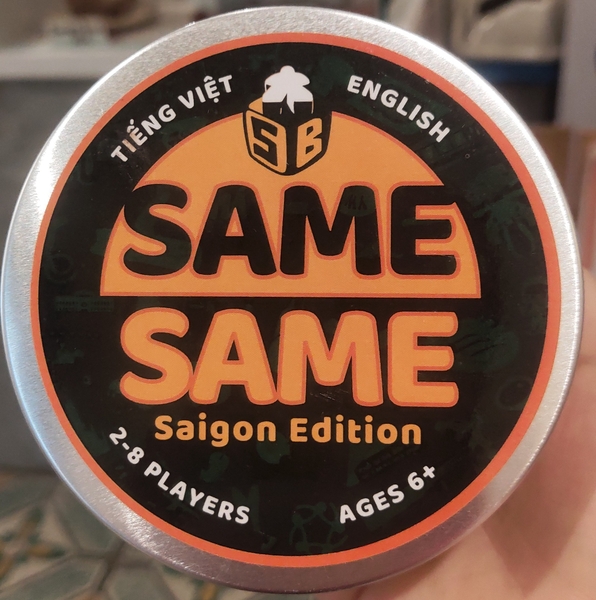 TIẾNG VIỆT
ENGLISH
SB
SAME
SAME
Saigon Edition
2-8 PLAYERS
AGES 6+